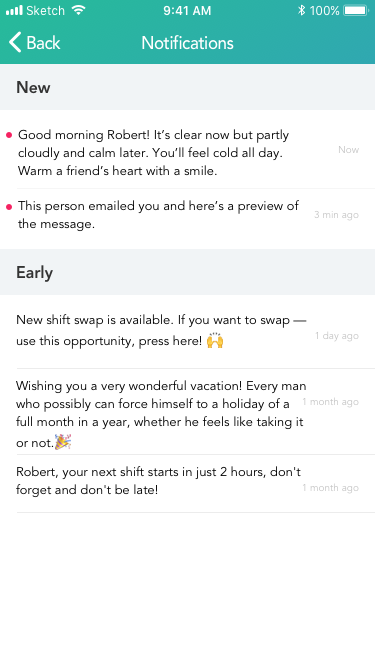 Sketch 9:41 AM 100%
Back Notifications
New
Good morning Robert! It’s clear now but partly
cloudly and calm later. You’ll feel cold all day.
Warm a friend’s heart with a smile.
Now
This person emailed you and here’s a preview of
the message.
3 min ago
Early
New shift swap is available. If you want to swap —
use this opportunity, press here! 🙌
1 day ago
Wishing you a very wonderful vacation! Every man
who possibly can force himself to a holiday of a
full month in a year, whether he feels like taking it
or not.🎉
1 month ago
Robert, your next shift starts in just 2 hours, don't
forget and don't be late!
1 month ago